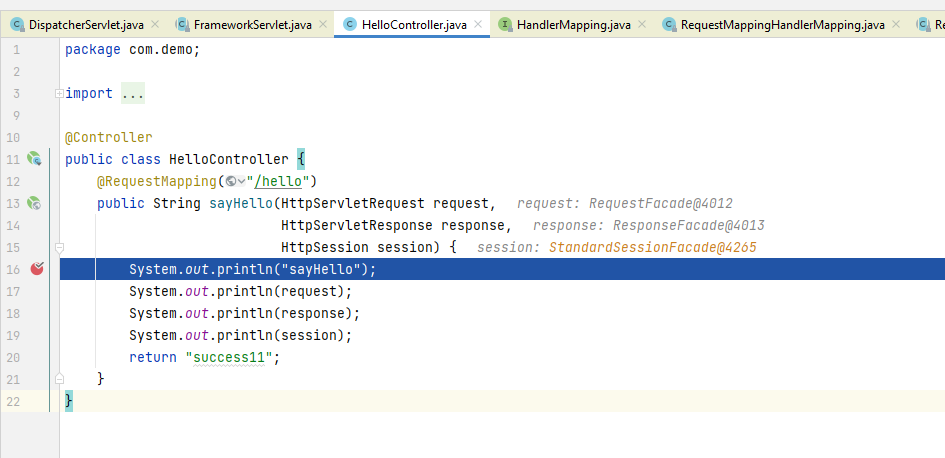 DispatcherServlet.java FrameworkServlet.java HelloController.java HandlerMapping.java RequestMappingHandlerMapping.java Re
1 package com.demo;
2
3 import ...
9
10 @Controller
11 public class HelloController {
12 @RequestMapping("/hello")
13 public String sayHello(HttpServletRequest request, request: RequestFacade@4012
14 HttpServletResponse response, response: ResponseFacade@4013
15 HttpSession session) { session: StandardSessionFacade@4265
16 System.out.println("sayHello");
17 System.out.println(request);
18 System.out.println(response);
19 System.out.println(session);
20 return "success11";
21 }
22 }